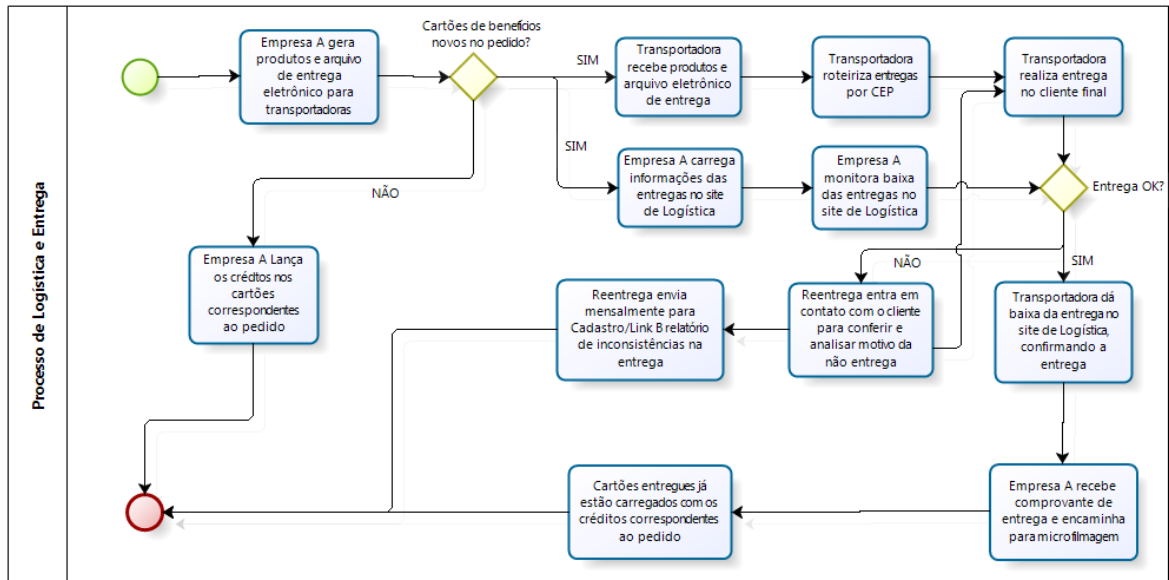 Processo de Logística e Entrega
Empresa A gera
produtos e arquivo
de entrega
eletrônico para
transportadoras
Cartões de benefícios
novos no pedido?
SIM
Transportadora
recebe produtos e
arquivo eletrônico
de entrega
Transportadora
roteiriza entregas
por CEP
Transportadora
realiza entrega
no cliente final
SIM
Empresa A carrega
informações das
entregas no site
de Logística
Empresa A
monitora baixa
das entregas no
site de Logística
Entrega OK?
NÃO
Empresa A Lança
os crédtos nos
cartões
correspondentes
ao pedido
NÃO
SIM
Reentrega envia
mensalmente para
Cadastro/Link B relatório
de inconsistências na
entrega
Reentrega entra em
contato com o cliente
para conferir e
analisar motivo da
não entrega
Transportadora dá
baixa da entrega no
site de Logística,
confirmando a
entrega
Cartões entregues já
estão carregados com os
créditos correspondentes
ao pedido
Empresa A recebe
comprovante de
entrega e encaminha
para microfilmagem